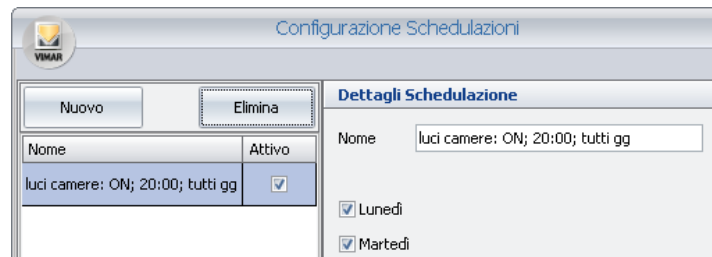 Configurazione Schedulazioni
VIMAR
Nuovo
Elimina
Nome
Attivo
luci camere: ON; 20:00; tutti gg
Dettagli Schedulazione
Nome
luci camere: ON; 20:00; tutti gg
Lunedì
Martedì